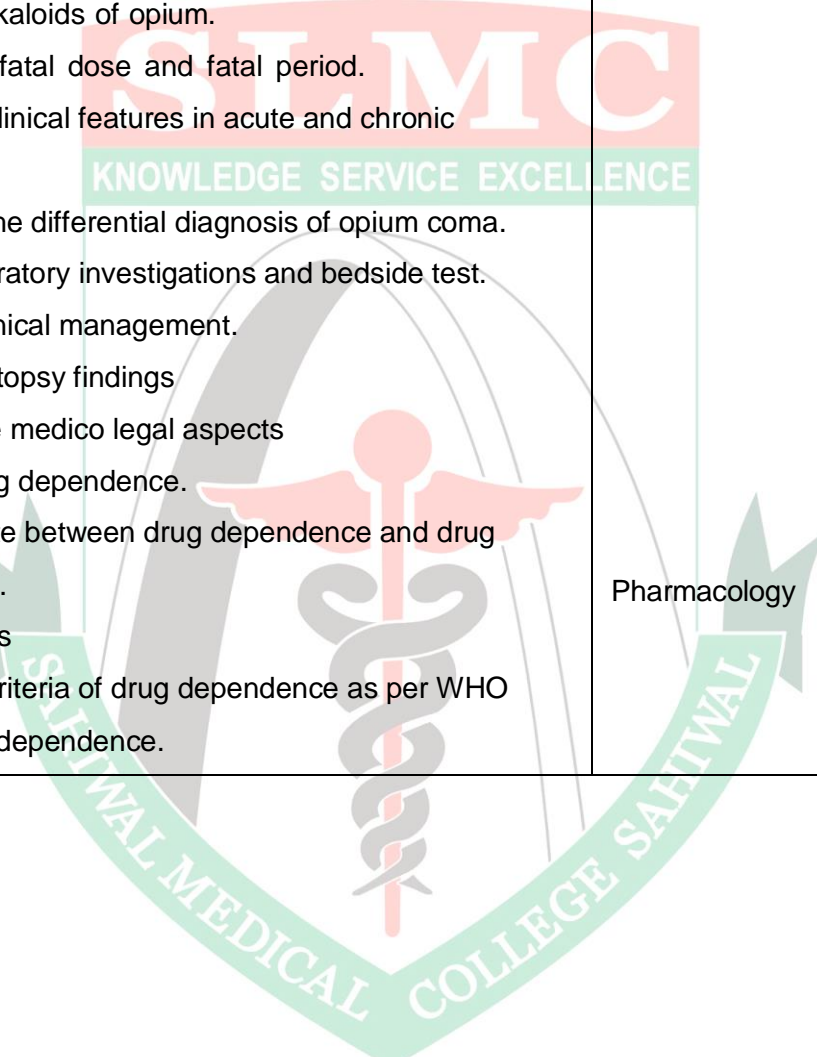 kaloids of opium.
fatal dose and fatal period.
linical features in acute and chronic
he differential diagnosis of opium coma.
ratory investigations and bedside test.
nical management.
topsy findings
e medico legal aspects
g dependence.
te between drug dependence and drug
.
s
riteria of drug dependence as per WHO
dependence.
Pharmacology
SLMC
KNOWLEDGE SERVICE EXCELLENCE
SAHIWAL MEDICAL COLLEGE SAHIWAL